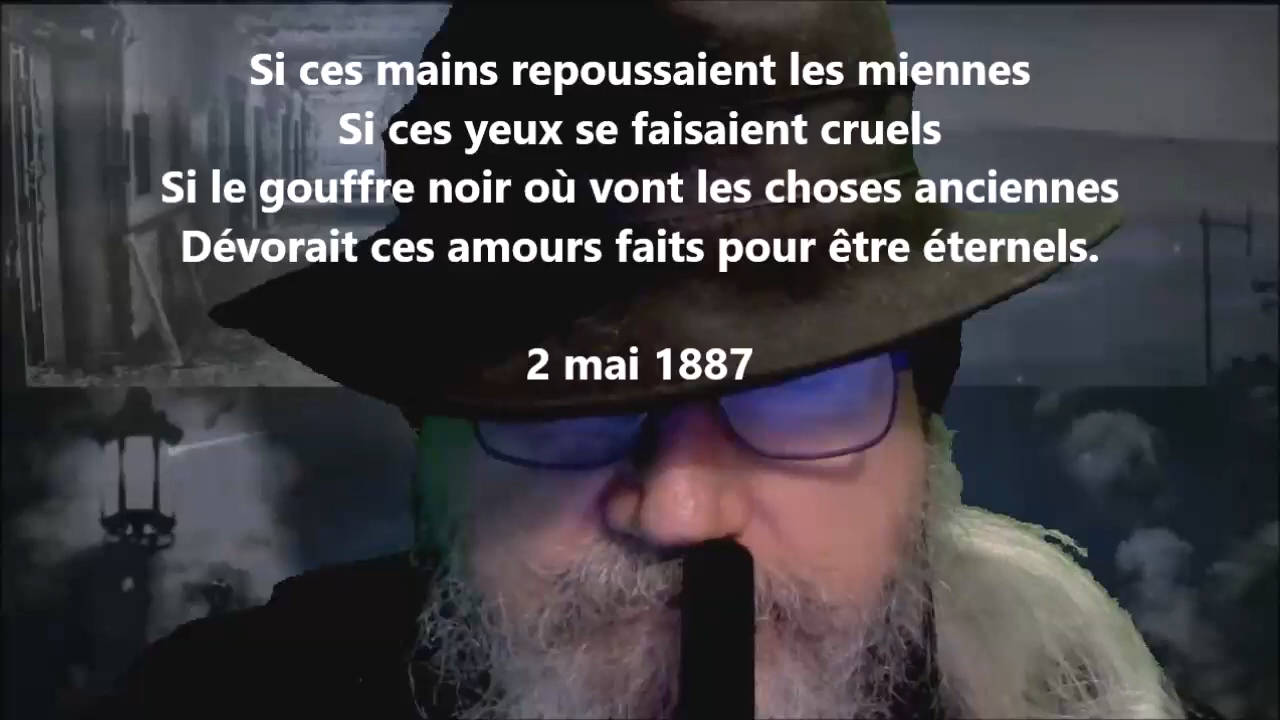 Si ces mains repoussaient les miennes
Si ces yeux se faisaient cruels
Si le gouffre noir où vont les choses anciennes
Dévorait ces amours faits pour être éternels.
2 mai 1887